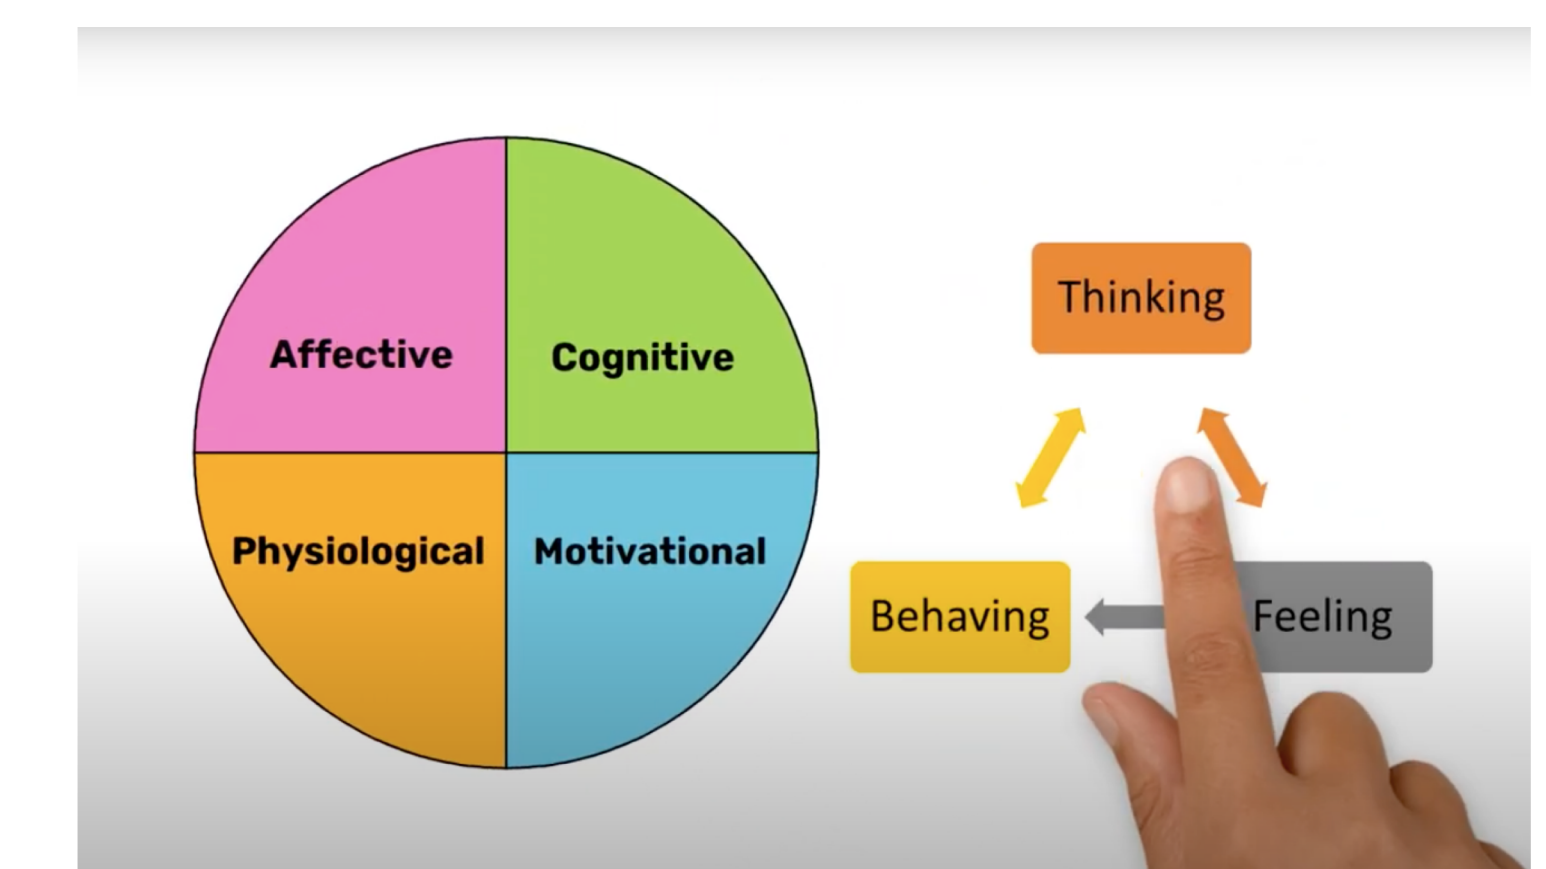 Affective
Cognitive
Physiological
Motivational
Thinking
Behaving
Feeling